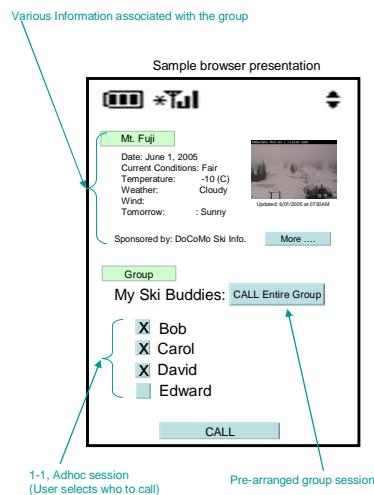 Various Information associated with the group
Sample browser presentation
Mt. Fuji
Date: June 1, 2005
Current Conditions: Fair
Temperature: -10 (C)
Weather: Cloudy
Wind:
Tomorrow: : Sunny
Updated: 6/01/2005 at 0730AM
Sponsored by: DoCoMo Ski Info.
More ....
Group
My Ski Buddies:
CALL Entire Group
X Bob
X Carol
X David
Edward
CALL
1-1, Adhoc session
(User selects who to call)
Pre-arranged group session